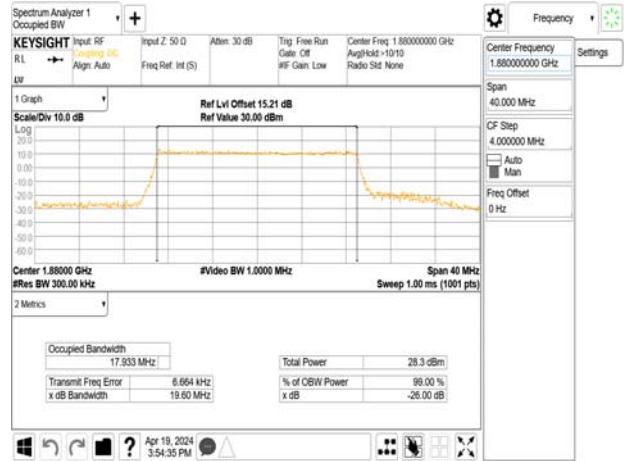 Spectrum Analyzer 1
Occupied BW
Frequency
KEYSIGHT
Input: RF
Coupling: DC
Align: Auto
Input Z: 50 Ω
Freq Ref: Int (S)
Atten: 30 dB
Trig: Free Run
Gate: Off
#IF Gain: Low
Center Freq: 1.880000000 GHz
Avg|Hold:>10/10
Radio Std: None
RL
LXI
Center Frequency
1.880000000 GHz
Settings
Span
40.000 MHz
CF Step
4.000000 MHz
Auto
Man
Freq Offset
0 Hz
1 Graph
Scale/Div 10.0 dB
Ref Lvl Offset 15.21 dB
Ref Value 30.00 dBm
Log
20.0
10.0
0.00
-10.0
-20.0
-30.0
-40.0
-50.0
-60.0
Center 1.88000 GHz
#Res BW 300.00 kHz
#Video BW 1.0000 MHz
Span 40 MHz
Sweep 1.00 ms (1001 pts)
2 Metrics
Occupied Bandwidth
17.933 MHz
Total Power 28.3 dBm
Transmit Freq Error 6.664 kHz
% of OBW Power 99.00 %
x dB Bandwidth 19.60 MHz
x dB -26.00 dB
Apr 19, 2024
3:54:35 PM